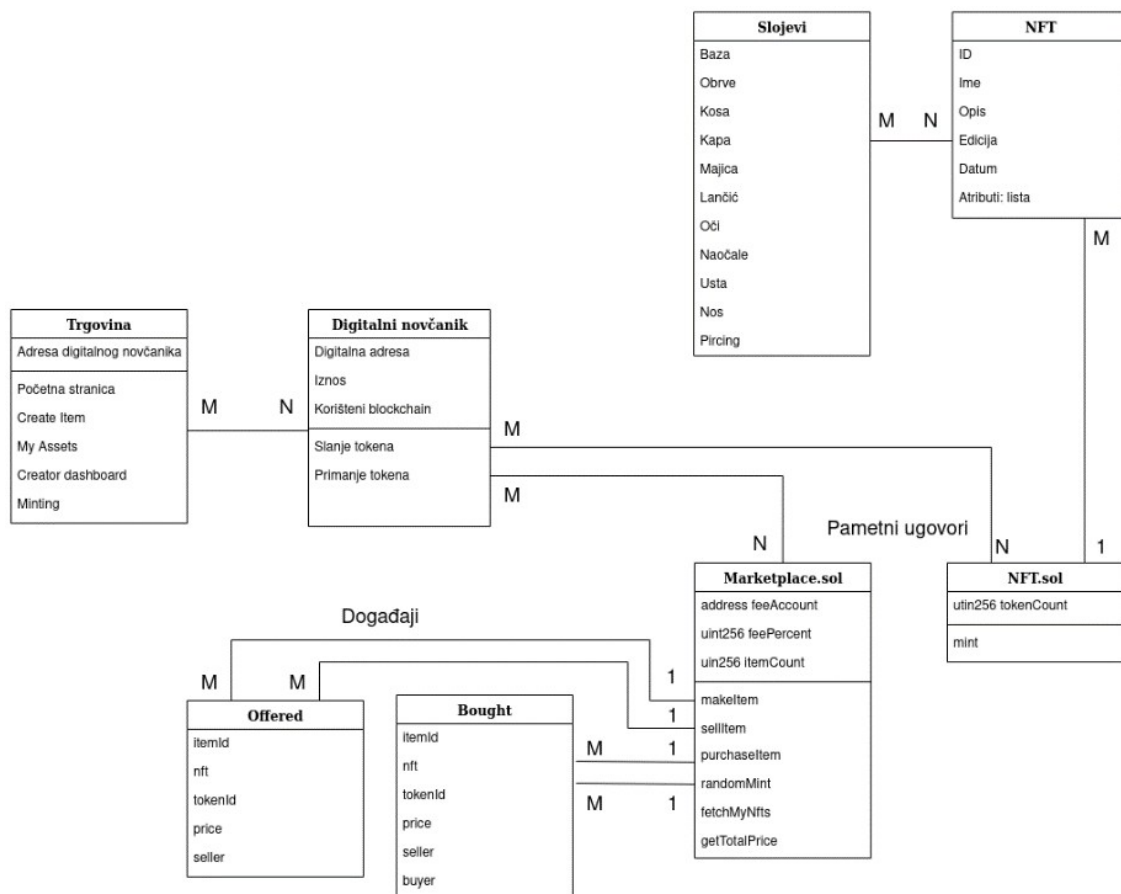 Slojevi
Baza
Obrve
Kosa
Kapa
Majica
Lančić
Oči
Naočale
Usta
Nos
Pircing
M
N
NFT
ID
Ime
Opis
Edicija
Datum
Atributi: lista
M
1
Trgovina
Adresa digitalnog novčanika
Početna stranica
Create Item
My Assets
Creator dashboard
Minting
M
N
Digitalni novčanik
Digitalna adresa
Iznos
Korišteni blockchain
Slanje tokena
Primanje tokena
M
M
N
N
Pametni ugovori
Marketplace.sol
address feeAccount
uint256 feePercent
uin256 itemCount
makeItem
sellItem
purchaseItem
randomMint
fetchMyNfts
getTotalPrice
NFT.sol
utin256 tokenCount
mint
Događaji
M
M
1
1
M
1
M
1
Offered
itemId
nft
tokenId
price
seller
Bought
itemId
nft
tokenId
price
seller
buyer